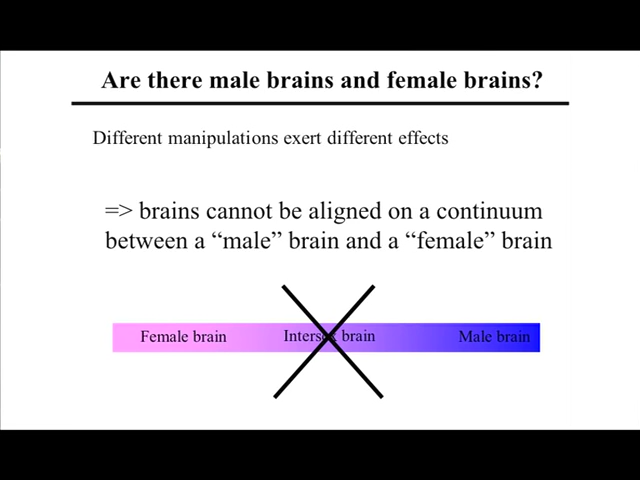 Are there male brains and female brains?
Different manipulations exert different effects
=> brains cannot be aligned on a continuum
between a “male” brain and a “female” brain
Female brain Intersex brain Male brain